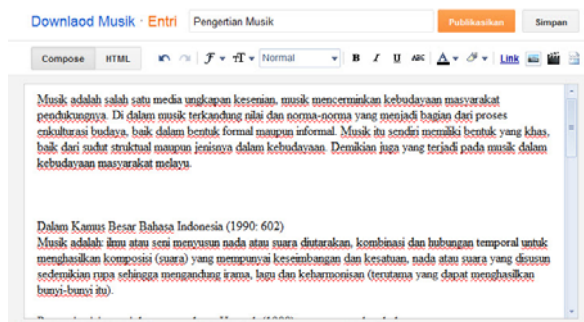 Downlaod Musik · Entri Pengertian Musik Publikasikan Simpan
Compose HTML Normal B I U ABC A Link
Musik adalah salah satu media ungkapan kesenian, musik mencerminkan kebudayaan masyarakat
pendukungnya. Di dalam musik terkandung nilai dan norma-norma yang menjadi bagian dari proses
enkulturasi budaya, baik dalam bentuk formal maupun informal. Musik itu sendiri memiliki bentuk yang khas,
baik dari sudut struktual maupun jenisnya dalam kebudayaan. Demikian juga yang terjadi pada musik dalam
kebudayaan masyarakat melayu.
Dalam Kamus Besar Bahasa Indonesia (1990: 602)
Musik adalah: ilmu atau seni menyusun nada atau suara diutarakan, kombinasi dan hubungan temporal untuk
menghasilkan komposisi (suara) yang mempunyai keseimbangan dan kesatuan, nada atau suara yang disusun
sedemikian rupa sehingga mengandung irama, lagu dan keharmonisan (terutama yang dapat menghasilkan
bunyi-bunyi itu).